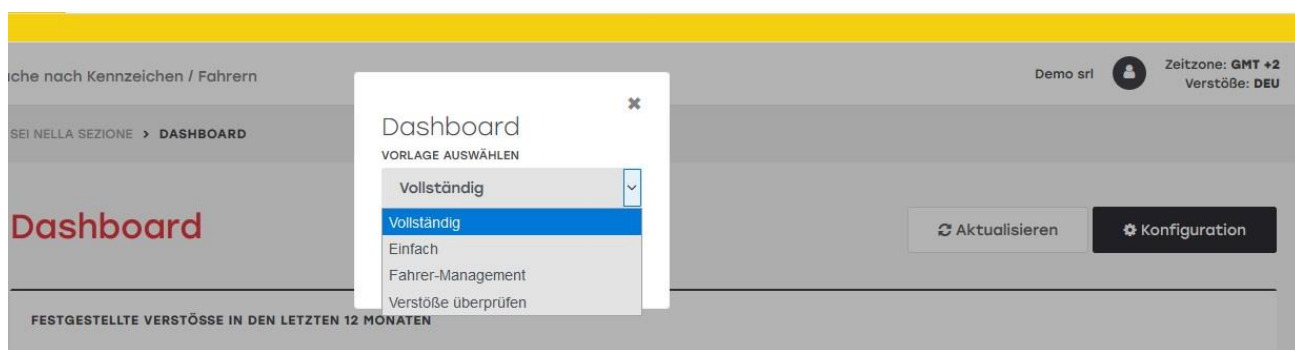 che nach Kennzeichen / Fahrern
Demo srl
Zeitzone: GMT +2
Verstöße: DEU
SEI NELLA SEZIONE > DASHBOARD
Dashboard
VORLAGE AUSWÄHLEN
Vollständig
Vollständig
Einfach
Fahrer-Management
Verstöße überprüfen
Dashboard
Aktualisieren
Konfiguration
FESTGESTELLTE VERSTÖSSE IN DEN LETZTEN 12 MONATEN